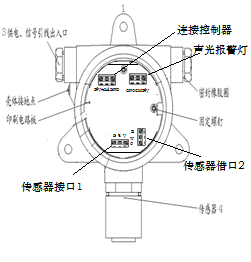 1
连接控制器
3供电、信号引线出入口
声光报警灯
壳体接地点
印刷电路板
密封橡胶圈
固定螺钉
传感器借口2
传感器接口1
传感器4